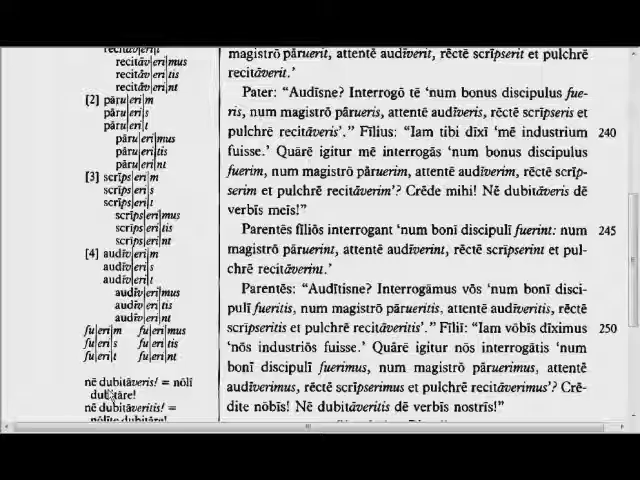 recitāv|eri|t
recitāv|eri|mus
recitāv|eri|tis
recitāv|eri|nt
[2] pāru|eri|m
pāru|eri|s
pāru|eri|t
pāru|eri|mus
pāru|eri|tis
pāru|eri|nt
[3] scrīps|eri|m
scrīps|eri|s
scrīps|eri|t
scrīps|eri|mus
scrīps|eri|tis
scrīps|eri|nt
[4] audīv|eri|m
audīv|eri|s
audīv|eri|t
audīv|eri|mus
audīv|eri|tis
audīv|eri|nt
fu|eri|m fu|eri|mus
fu|eri|s fu|eri|tis
fu|eri|t fu|eri|nt
nē dubitāveris! = nōlī
dubitāre!
nē dubitāveritis! =
nōlīte dubitāre!
magistrō pāruerit, attentē audīverit, rēctē scrīpserit et pulchrē
recitāverit.’
Pater: “Audīsne? Interrogō tē ‘num bonus discipulus fue-
ris, num magistrō pārueris, attentē audīveris, rēctē scrīpseris et
pulchrē recitāveris’.” Fīlius: “Iam tibi dīxī ‘mē industrium 240
fuisse.’ Quārē igitur mē interrogās ‘num bonus discipulus
fuerim, num magistrō pāruerim, attentē audīverim, rēctē scrīp-
serim et pulchrē recitāverim’? Crēde mihi! Nē dubitāveris dē
verbīs meīs!”
Parentēs fīliōs interrogant ‘num bonī discipulī fuerint: num 245
magistrō pāruerint, attentē audīverint, rēctē scrīpserint et pul-
chrē recitāverint.’
Parentēs: “Audītisne? Interrogāmus vōs ‘num bonī disci-
pulī fueritis, num magistrō pārueritis, attentē audīveritis, rēctē
scrīpseritis et pulchrē recitāveritis’.” Fīliī: “Iam vōbīs dīximus 250
‘nōs industriōs fuisse.’ Quārē igitur nōs interrogātis ‘num
bonī discipulī fuerimus, num magistrō pāruerimus, attentē
audīverimus, rēctē scrīpserimus et pulchrē recitāverimus’? Crē-
dite nōbīs! Nē dubitāveritis dē verbīs nostrīs!”